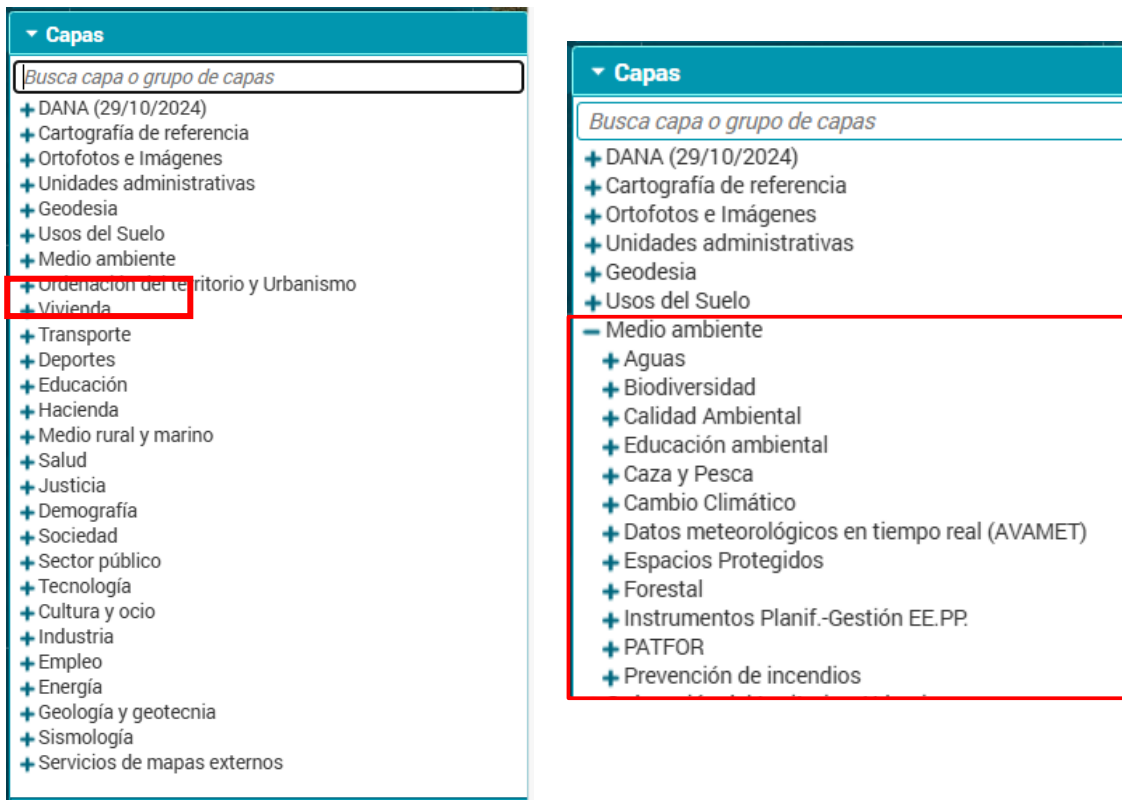 Capas
Busca capa o grupo de capas
DANA (29/10/2024)
Cartografía de referencia
Ortofotos e Imágenes
Unidades administrativas
Geodesia
Usos del Suelo
Medio ambiente
Ordenación del territorio y Urbanismo
Vivienda
Transporte
Deportes
Educación
Hacienda
Medio rural y marino
Salud
Justicia
Demografía
Sociedad
Sector público
Tecnología
Cultura y ocio
Industria
Empleo
Energía
Geología y geotecnia
Sismología
Servicios de mapas externos
Capas
Busca capa o grupo de capas
DANA (29/10/2024)
Cartografía de referencia
Ortofotos e Imágenes
Unidades administrativas
Geodesia
Usos del Suelo
Medio ambiente
Aguas
Biodiversidad
Calidad Ambiental
Educación ambiental
Caza y Pesca
Cambio Climático
Datos meteorológicos en tiempo real (AVAMET)
Espacios Protegidos
Forestal
Instrumentos Planif.-Gestión EE.PP.
PATFOR
Prevención de incendios